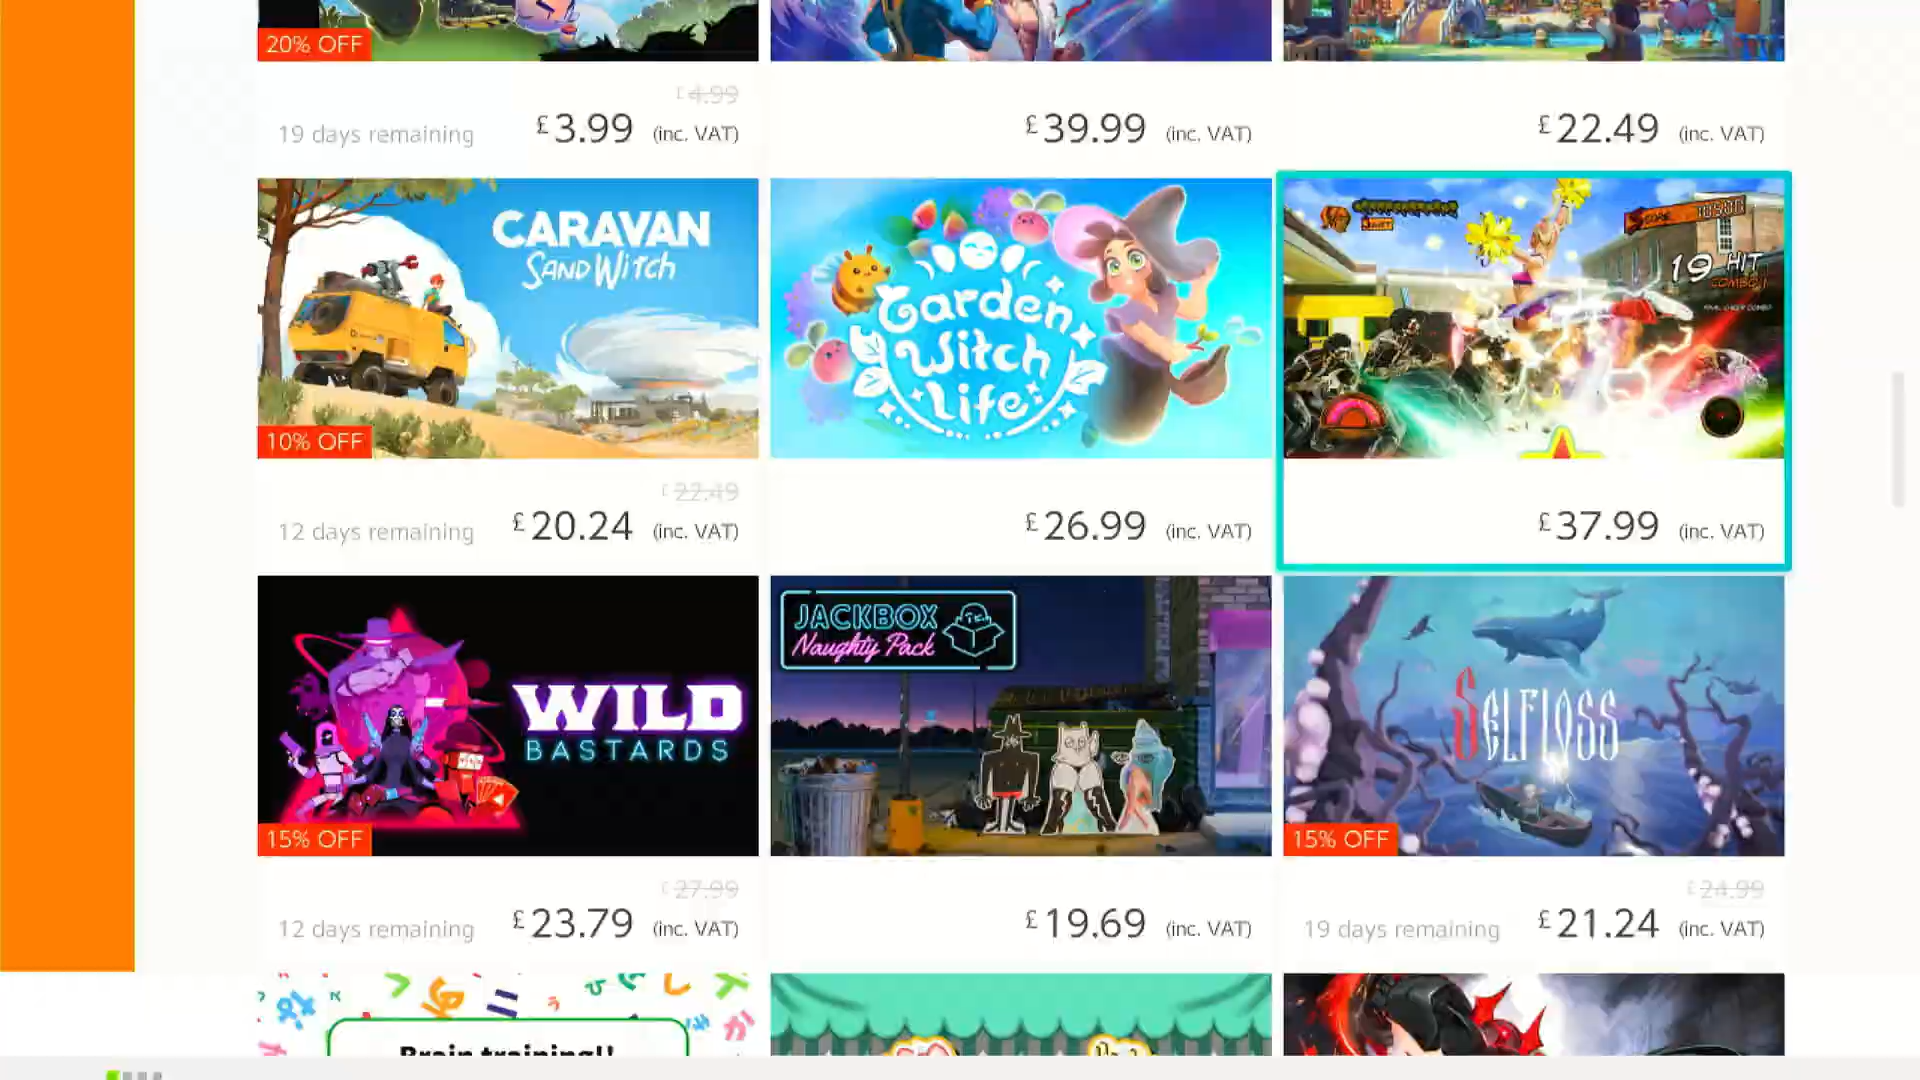 20% OFF
£4.99
19 days remaining £3.99 (inc. VAT)
£39.99 (inc. VAT)
£22.49 (inc. VAT)
CARAVAN
SANDWITCH
10% OFF
£22.49
12 days remaining £20.24 (inc. VAT)
Garden
Witch
Life
£26.99 (inc. VAT)
SCORE
19 HIT
COMBO!!
£37.99 (inc. VAT)
WILD
BASTARDS
15% OFF
£27.99
12 days remaining £23.79 (inc. VAT)
JACKBOX
Naughty Pack
£19.69 (inc. VAT)
SELFLOSS
15% OFF
£24.99
19 days remaining £21.24 (inc. VAT)
Brain training!!